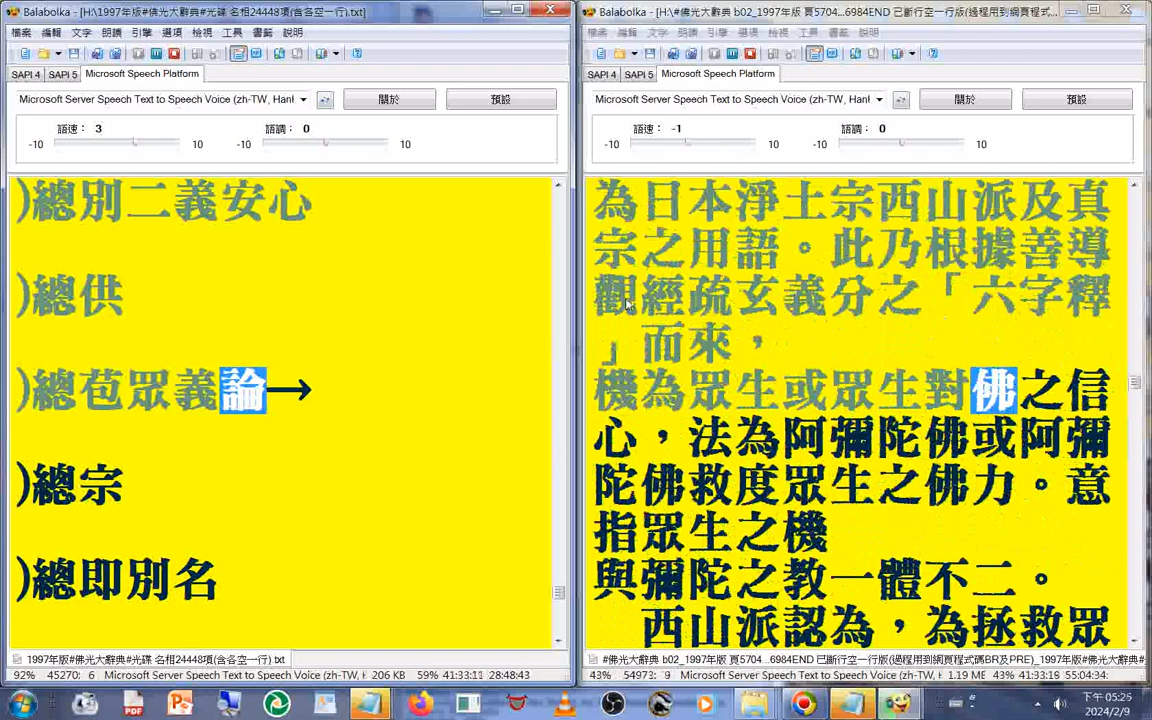 Balabolka - [H:\1997年版#佛光大辭典#光碟 名相24448項(含各空一行).txt]
檔案 編輯 文字 朗讀 引擎 選項 檢視 工具 書籤 說明
SAPI 4 SAPI 5 Microsoft Speech Platform
Microsoft Server Speech Text to Speech Voice (zh-TW, Hanl
關於
預設
語速： 3
語調： 0
-10 10 -10 10
)總別二義安心
)總供
)總苞眾義論→
)總宗
)總即別名
1997年版#佛光大辭典#光碟 名相24448項(含各空一行).txt
92% 45270: 6 Microsoft Server Speech Text to Speech Voice (zh-TW, H 206 KB 59% 41:33:11 28:48:43
Balabolka - [H:\#佛光大辭典 b02_1997年版 頁5704...6984END 已斷行空一行版(過程用到網頁程式...
檔案 編輯 文字 朗讀 引擎 選項 檢視 工具 書籤 說明
SAPI 4 SAPI 5 Microsoft Speech Platform
Microsoft Server Speech Text to Speech Voice (zh-TW, Hanl
關於
預設
語速： -1
語調： 0
-10 10 -10 10
為日本淨土宗西山派及真
宗之用語。此乃根據善導
觀經疏玄義分之「六字釋
」而來，
機為眾生或眾生對佛之信
心，法為阿彌陀佛或阿彌
陀佛救度眾生之佛力。意
指眾生之機
與彌陀之教一體不二。
西山派認為，為拯救眾
#佛光大辭典 b02_1997年版 頁5704...6984END 已斷行空一行版(過程用到網頁程式碼BR及PRE)_1997年版#佛光大辭典#
43% 54973: 9 Microsoft Server Speech Text to Speech Voice (zh-TW, H 1.19 MB 43% 41:33:19 55:04:34
下午 05:25
2024/2/9